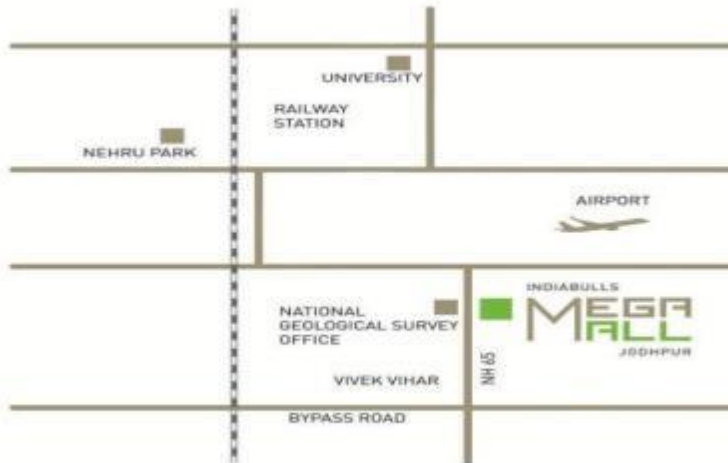 UNIVERSITY
RAILWAY
STATION
NEHRU PARK
AIRPORT
INDIABULLS
MEGA
MALL
JODHPUR
NATIONAL
GEOLOGICAL SURVEY
OFFICE
NH 65
VIVEK VIHAR
BYPASS ROAD